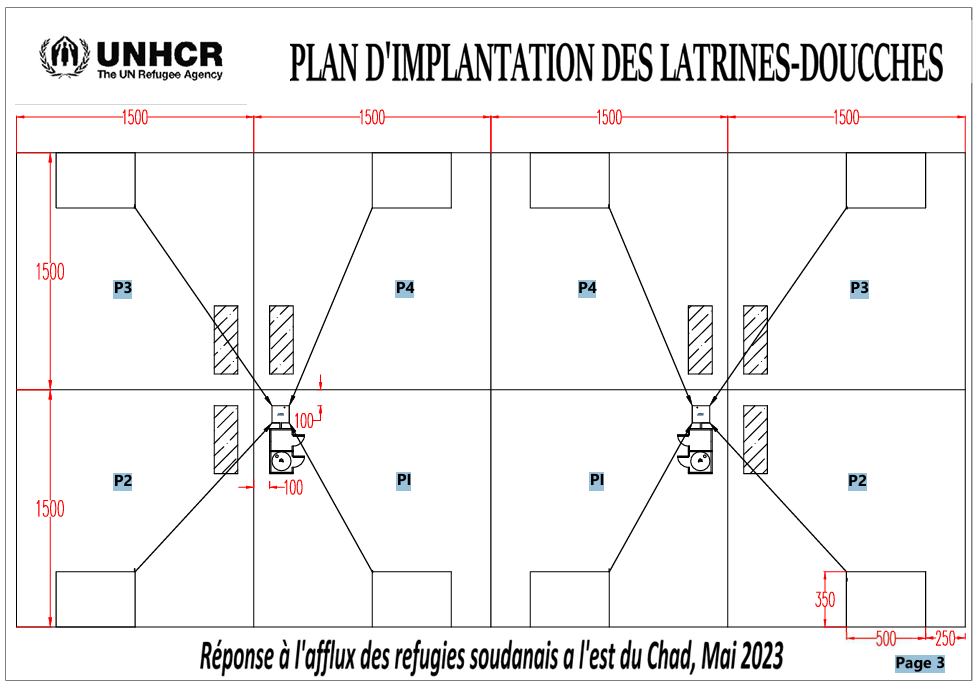 UNHCR
The UN Refugee Agency
PLAN D'IMPLANTATION DES LATRINES-DOUCCHES
1500 1500 1500 1500
1500
P3 P4 P4 P3
100
P2 PI PI P2
100
1500
350
500 250
Réponse à l'afflux des refugies soudanais a l'est du Chad, Mai 2023
Page 3